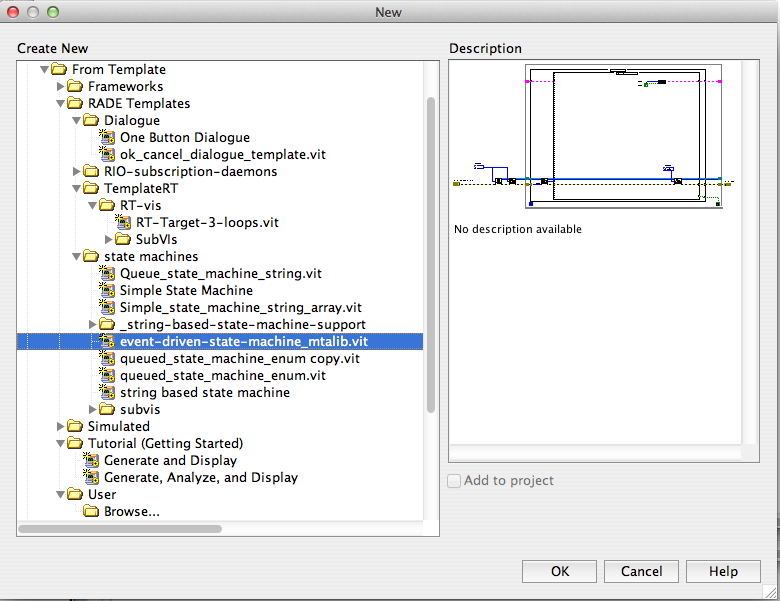 New
Create New
From Template
Frameworks
RADE Templates
Dialogue
One Button Dialogue
ok_cancel_dialogue_template.vit
RIO-subscription-daemons
TemplateRT
RT-vis
RT-Target-3-loops.vit
SubVIs
state machines
Queue_state_machine_string.vit
Simple State Machine
Simple_state_machine_string_array.vit
_string-based-state-machine-support
event-driven-state-machine_mtalib.vit
queued_state_machine_enum copy.vit
queued_state_machine_enum.vit
string based state machine
subvis
Simulated
Tutorial (Getting Started)
Generate and Display
Generate, Analyze, and Display
User
Browse...
Description
No description available
Add to project
OK Cancel Help